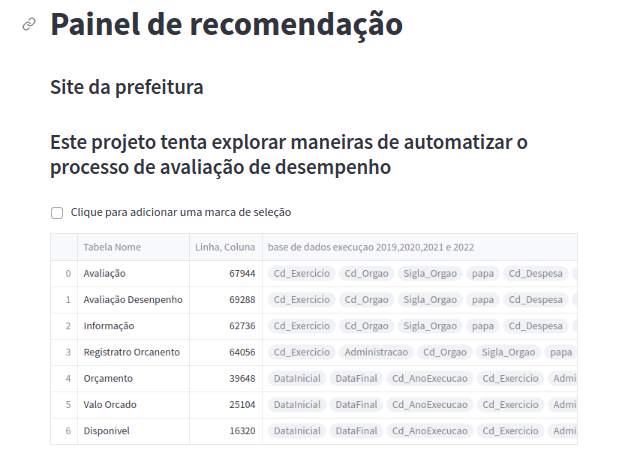 Painel de recomendação
Site da prefeitura
Este projeto tenta explorar maneiras de automatizar o
processo de avaliação de desempenho
Clique para adicionar uma marca de seleção
Tabela Nome Linha, Coluna base de dados execuçao 2019,2020,2021 e 2022
0 Avaliação 67944 Cd_Exercicio Cd_Orgao Sigla_Orgao papa Cd_Despesa
1 Avaliação Desenpenho 69288 Cd_Exercicio Cd_Orgao Sigla_Orgao papa Cd_Despesa
2 Informação 62736 Cd_Exercicio Cd_Orgao Sigla_Orgao papa Cd_Despesa
3 Registratro Orcanento 64056 Cd_Exercicio Administracao Cd_Orgao Sigla_Orgao papa
4 Orçamento 39648 DataInicial DataFinal Cd_AnoExecucao Cd_Exercicio Admi
5 Valo Orcado 25104 DataInicial DataFinal Cd_AnoExecucao Cd_Exercicio Admi
6 Disponivel 16320 DataInicial DataFinal Cd_AnoExecucao Cd_Exercicio Admi